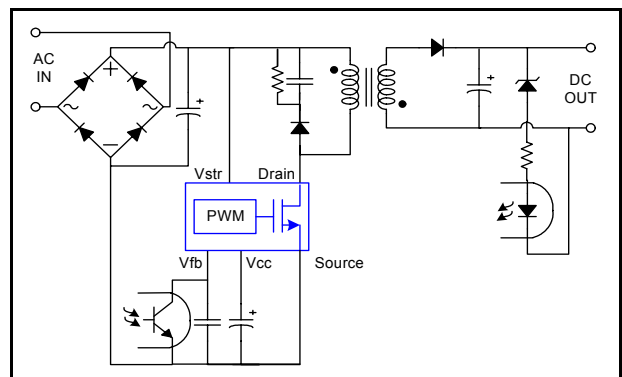 AC
IN
DC
OUT
Vstr
Drain
PWM
Vfb
Vcc
Source